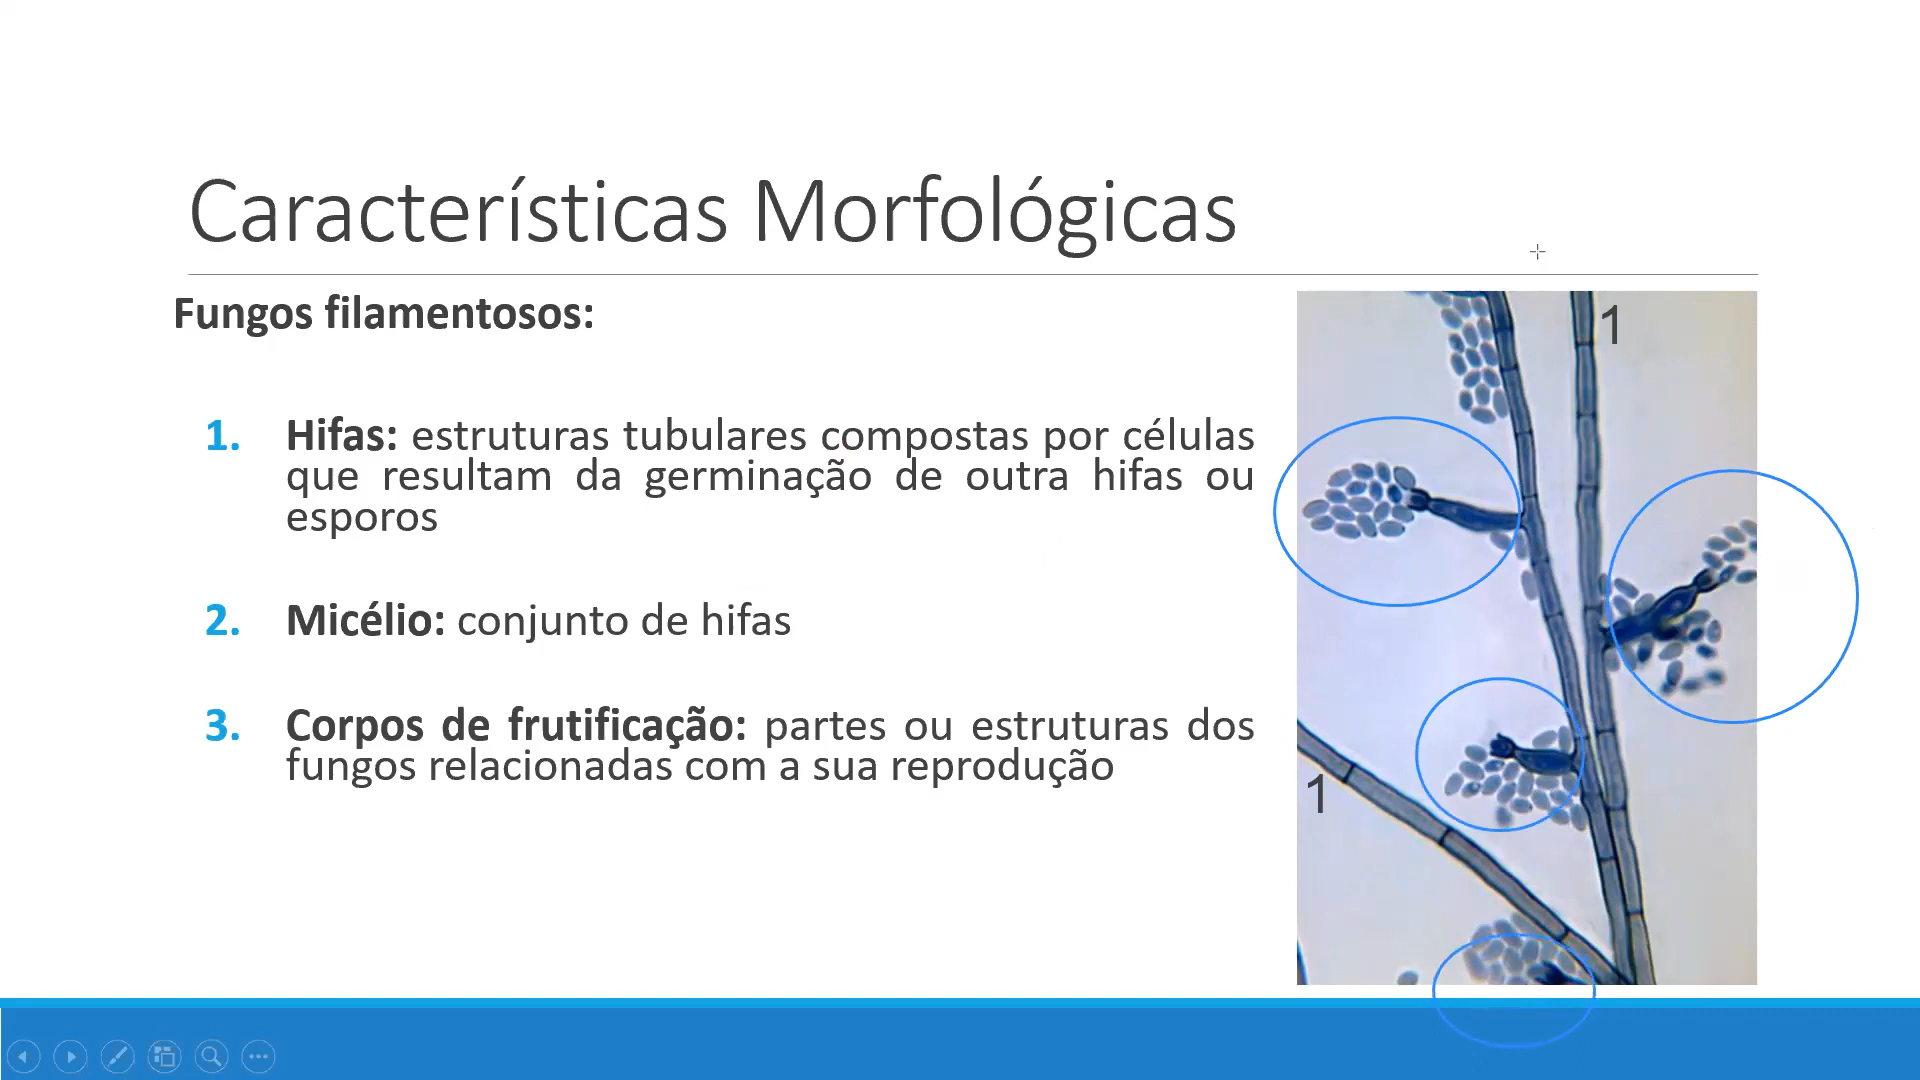 Características Morfológicas
Fungos filamentosos:
1. Hifas: estruturas tubulares compostas por células
que resultam da germinação de outra hifas ou
esporos
2. Micélio: conjunto de hifas
3. Corpos de frutificação: partes ou estruturas dos
fungos relacionadas com a sua reprodução
1
1